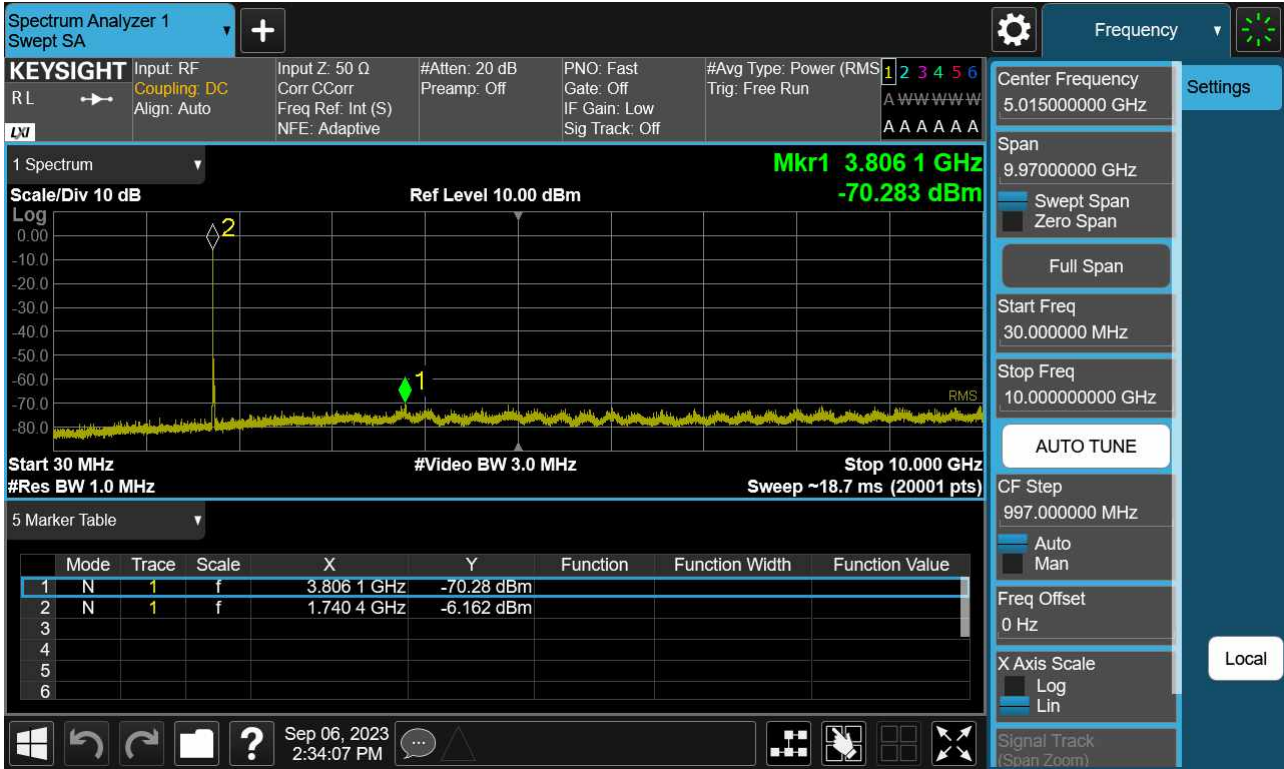 Spectrum Analyzer 1
Swept SA
Frequency
KEYSIGHT
R L
LXI
Input: RF
Coupling: DC
Align: Auto
Input Z: 50 Ω
Corr CCorr
Freq Ref: Int (S)
NFE: Adaptive
#Atten: 20 dB
Preamp: Off
PNO: Fast
Gate: Off
IF Gain: Low
Sig Track: Off
#Avg Type: Power (RMS
Trig: Free Run
1 2 3 4 5 6
A W W W W W
A A A A A A
1 Spectrum
Scale/Div 10 dB
Ref Level 10.00 dBm
Mkr1 3.806 1 GHz
-70.283 dBm
Log
0.00
-10.0
-20.0
-30.0
-40.0
-50.0
-60.0
-70.0
-80.0
2
1
RMS
Start 30 MHz
#Video BW 3.0 MHz
Stop 10.000 GHz
#Res BW 1.0 MHz
Sweep ~18.7 ms (20001 pts)
5 Marker Table
Mode Trace Scale X Y Function Function Width Function Value
1 N 1 f 3.806 1 GHz -70.28 dBm
2 N 1 f 1.740 4 GHz -6.162 dBm
3
4
5
6
?
Sep 06, 2023
2:34:07 PM
Center Frequency
5.015000000 GHz
Span
9.97000000 GHz
Swept Span
Zero Span
Full Span
Start Freq
30.000000 MHz
Stop Freq
10.000000000 GHz
AUTO TUNE
CF Step
997.000000 MHz
Auto
Man
Freq Offset
0 Hz
X Axis Scale
Log
Lin
Signal Track
(Span Zoom)
Settings
Local